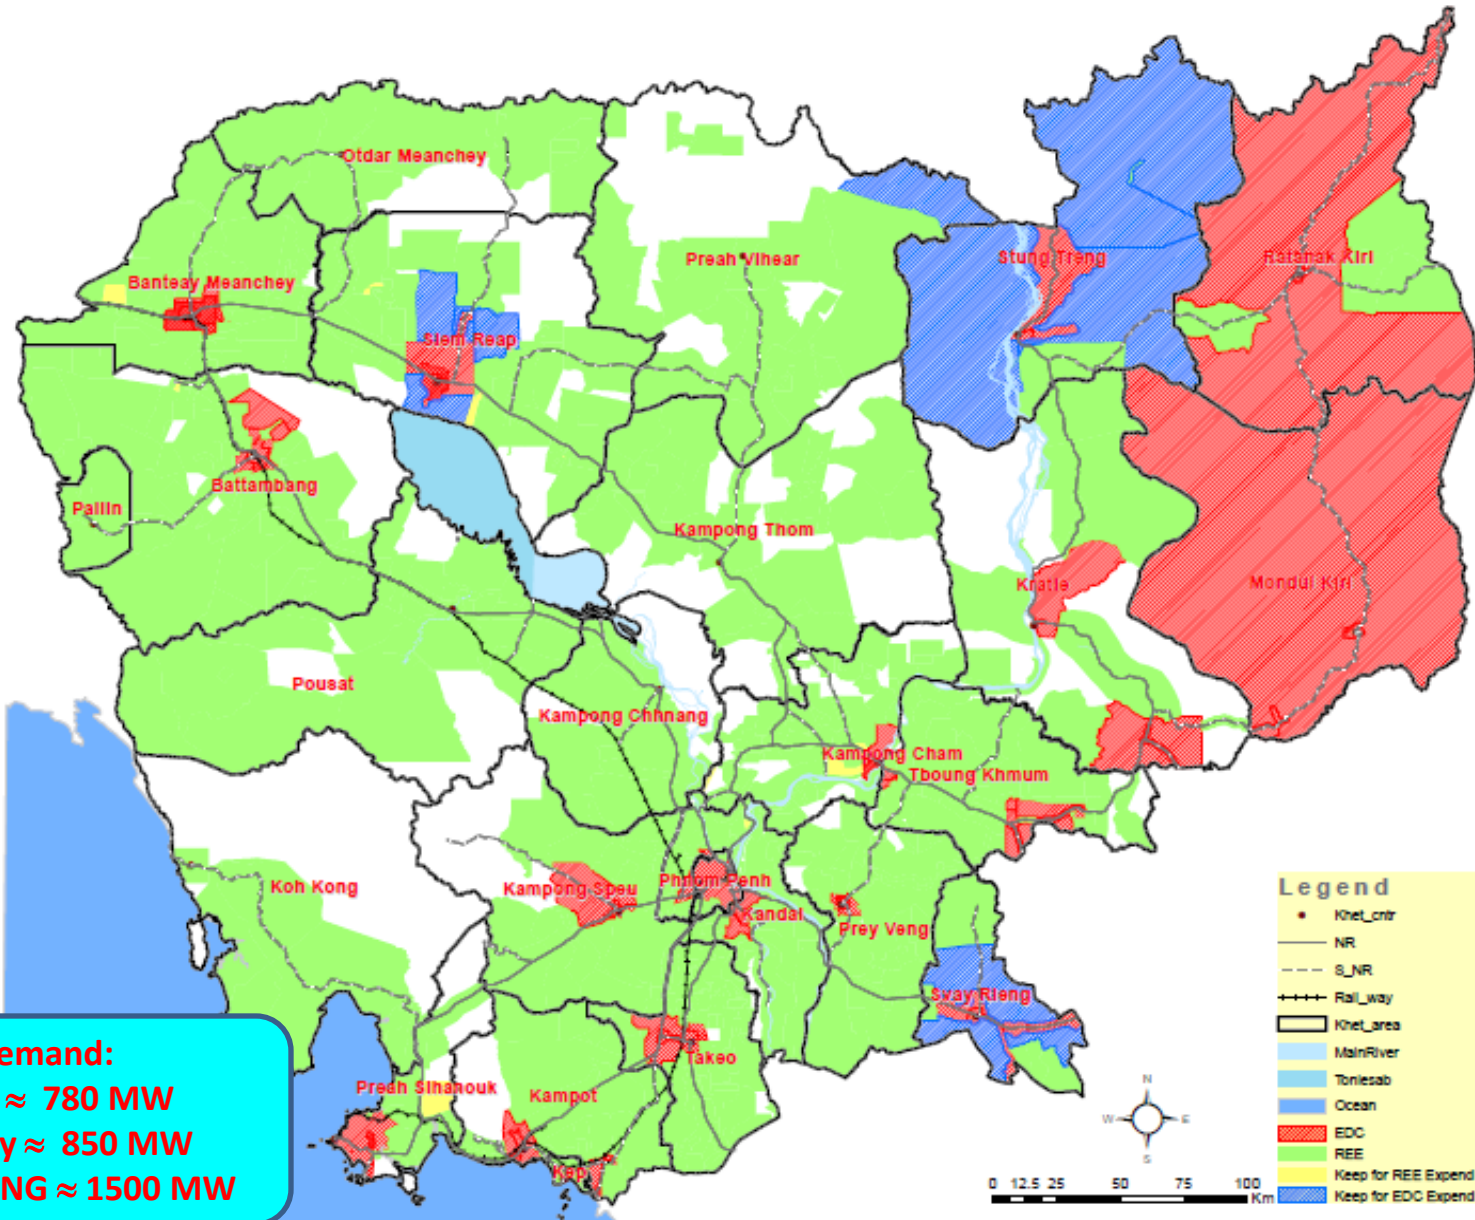 Otdar Meanchey
Banteay Meanchey
Siem Reap
Preah Vihear
Stung Treng
Ratanak Kiri
Battambang
Pailin
Kampong Thom
Kratie
Mondul Kiri
Pousat
Kampong Chhnang
Kampong Cham
Tboung Khmum
Koh Kong
Kampong Speu
Phnom Penh
Kandal
Prey Veng
Svay Rieng
Takeo
Preah Sihanouk
Kampot
Kep
emand:
≈ 780 MW
y ≈ 850 MW
NG ≈ 1500 MW
N
W E
S
0 12.5 25 50 75 100
Km
Legend
Khet_cntr
NR
S_NR
Rail_way
Khet_area
MainRiver
Tonlesab
Ocean
EDC
REE
Keep for REE Expend
Keep for EDC Expend